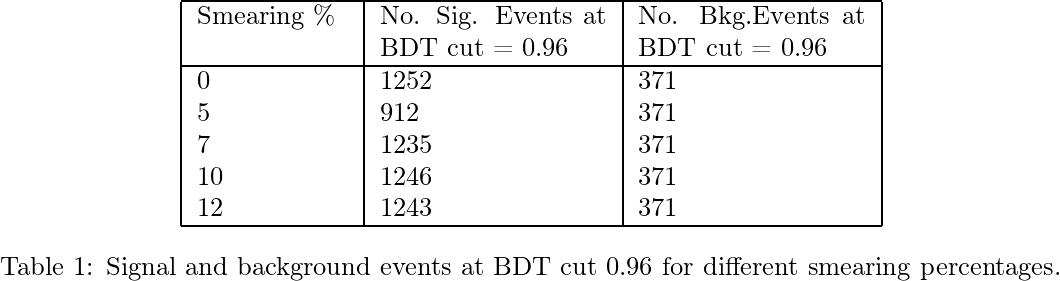 Smearing % No. Sig. Events at No. Bkg.Events at
BDT cut = 0.96 BDT cut = 0.96
0 1252 371
5 912 371
7 1235 371
10 1246 371
12 1243 371
Table 1: Signal and background events at BDT cut 0.96 for different smearing percentages.